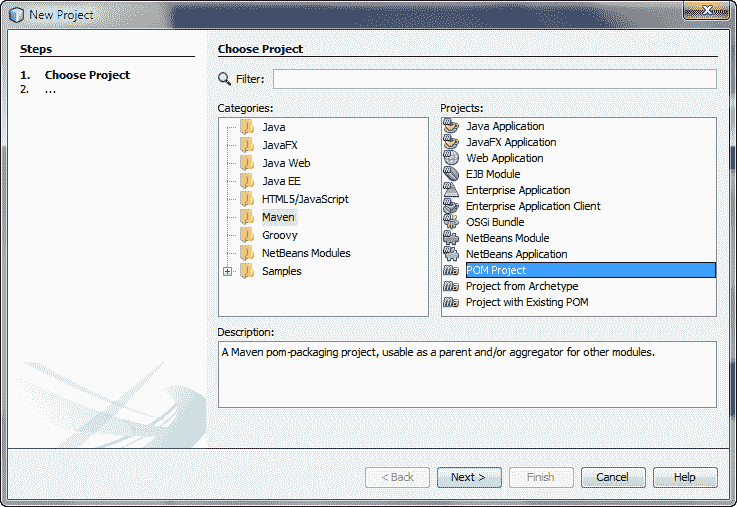 New Project
Steps
1. Choose Project
2. ...
Choose Project
Filter:
Categories:
Java
JavaFX
Java Web
Java EE
HTML5/JavaScript
Maven
Groovy
NetBeans Modules
Samples
Projects:
Java Application
JavaFX Application
Web Application
EJB Module
Enterprise Application
Enterprise Application Client
OSGi Bundle
NetBeans Module
NetBeans Application
POM Project
Project from Archetype
Project with Existing POM
Description:
A Maven pom-packaging project, usable as a parent and/or aggregator for other modules.
< Back
Next >
Finish
Cancel
Help